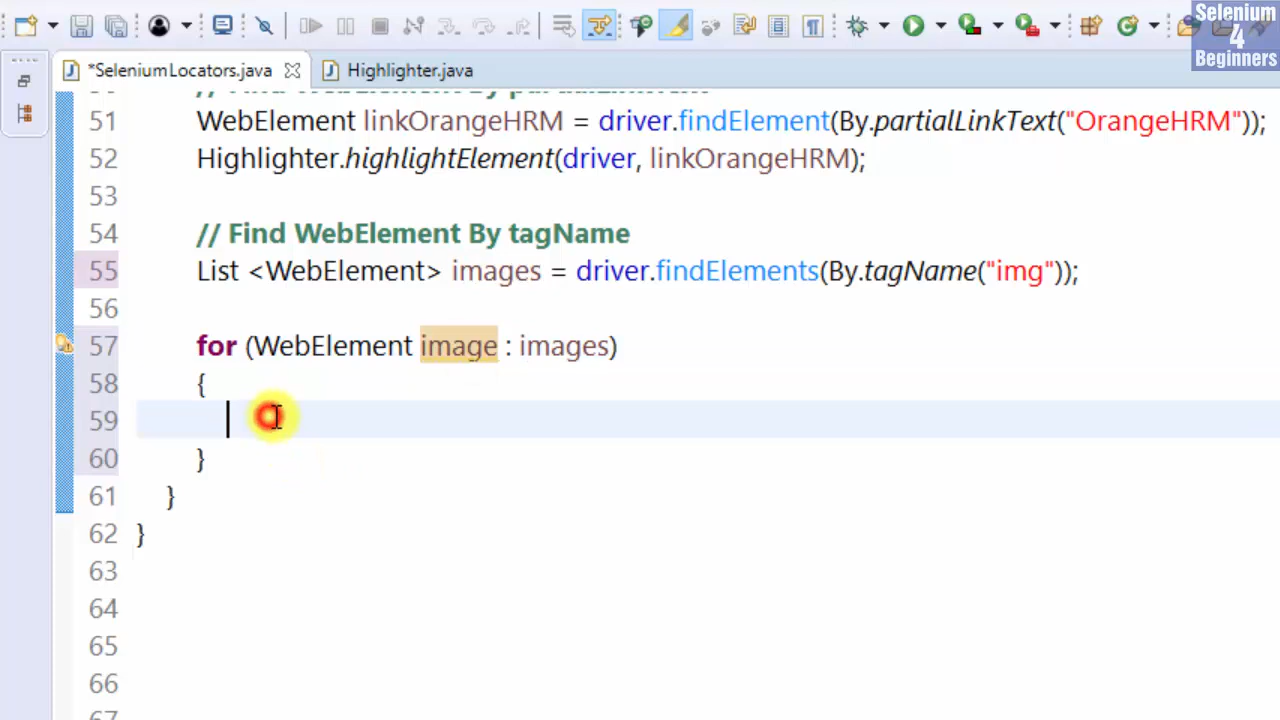 Selenium
4
Beginners
*SeleniumLocators.java
Highlighter.java
51 WebElement linkOrangeHRM = driver.findElement(By.partialLinkText("OrangeHRM"));
52 Highlighter.highlightElement(driver, linkOrangeHRM);
53
54 // Find WebElement By tagName
55 List <WebElement> images = driver.findElements(By.tagName("img"));
56
57 for (WebElement image : images)
58 {
59
60 }
61 }
62 }
63
64
65
66